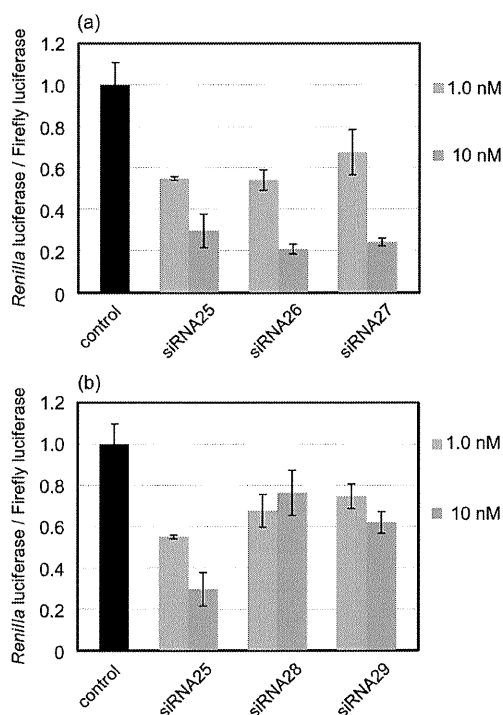 (a)
Renilla luciferase / Firefly luciferase
1.2
1.0
0.8
0.6
0.4
0.2
0
control
siRNA25
siRNA26
siRNA27
1.0 nM
10 nM
(b)
Renilla luciferase / Firefly luciferase
1.2
1.0
0.8
0.6
0.4
0.2
0
control
siRNA25
siRNA28
siRNA29
1.0 nM
10 nM